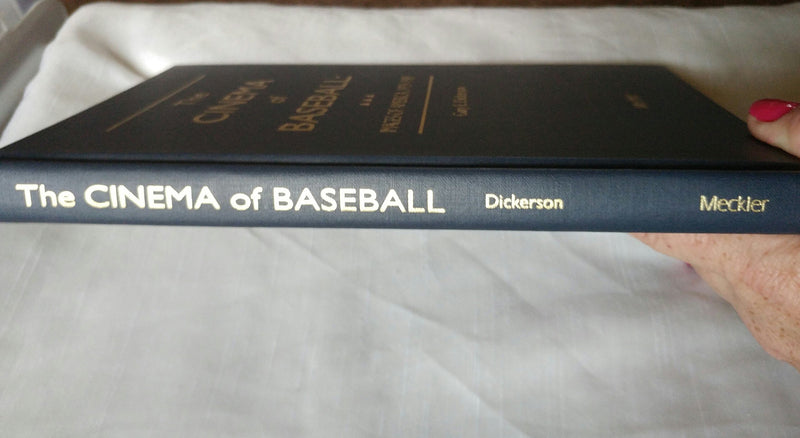 The
CINEMA
of
BASEBALL:
The CINEMA of BASEBALL Dickerson Meckler